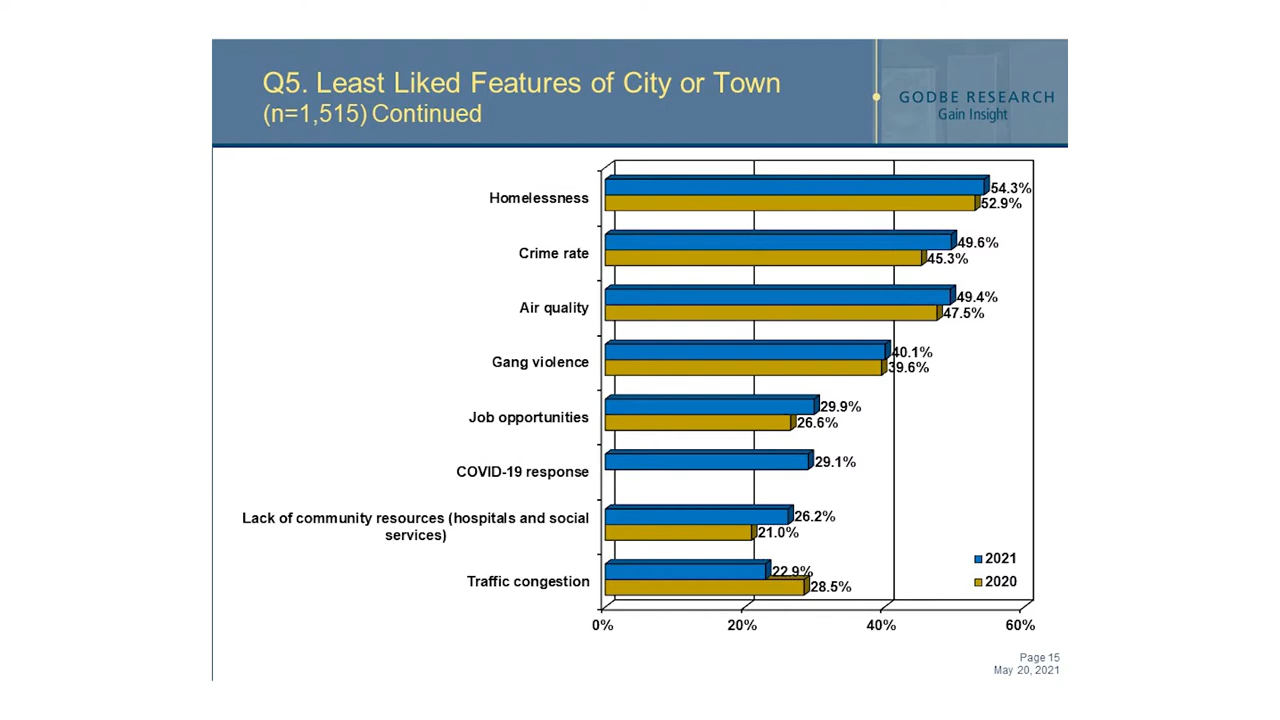 Q5. Least Liked Features of City or Town
(n=1,515) Continued
GODBE RESEARCH
Gain Insight
Homelessness
54.3%
52.9%
Crime rate
49.6%
45.3%
Air quality
49.4%
47.5%
Gang violence
40.1%
39.6%
Job opportunities
29.9%
26.6%
COVID-19 response
29.1%
Lack of community resources (hospitals and social
services)
26.2%
21.0%
Traffic congestion
22.9%
28.5%
2021
2020
0% 20% 40% 60%
Page 15
May 20, 2021